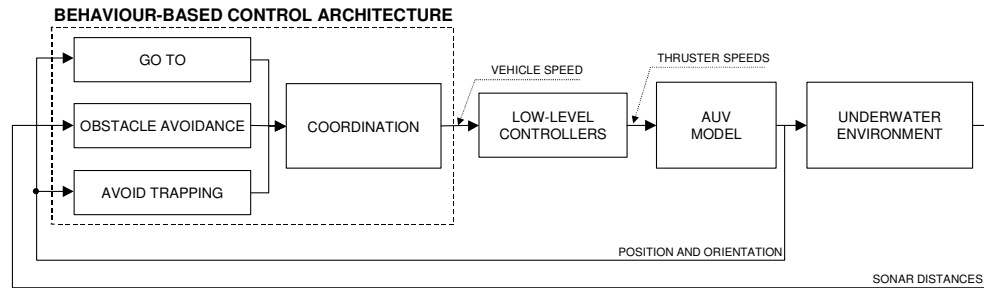 BEHAVIOUR-BASED CONTROL ARCHITECTURE
GO TO
OBSTACLE AVOIDANCE
AVOID TRAPPING
COORDINATION
VEHICLE SPEED
LOW-LEVEL
CONTROLLERS
THRUSTER SPEEDS
AUV
MODEL
UNDERWATER
ENVIRONMENT
POSITION AND ORIENTATION
SONAR DISTANCES